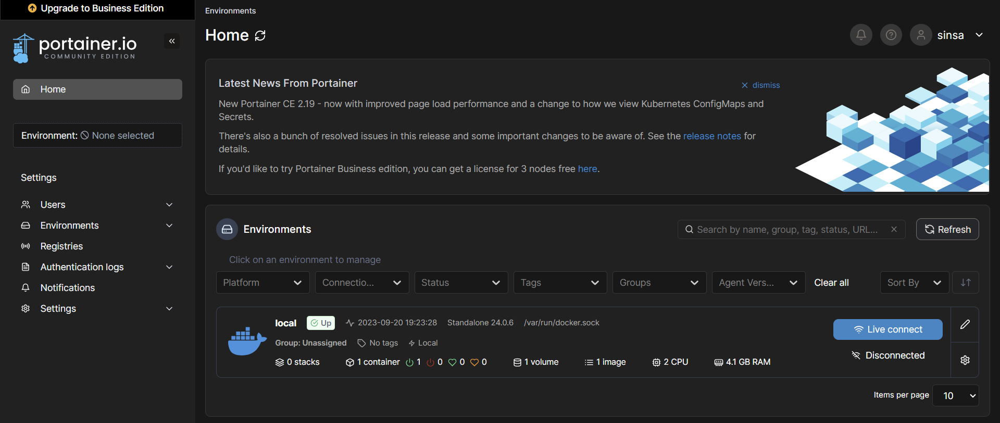 Upgrade to Business Edition
portainer.io
COMMUNITY EDITION
Home
Environment: None selected
Settings
Users
Environments
Registries
Authentication logs
Notifications
Settings
Environments
Home
sinsa
Latest News From Portainer
dismiss
New Portainer CE 2.19 - now with improved page load performance and a change to how we view Kubernetes ConfigMaps and
Secrets.
There's also a bunch of resolved issues in this release and some important changes to be aware of. See the release notes for
details.
If you'd like to try Portainer Business edition, you can get a license for 3 nodes free here.
Environments
Search by name, group, tag, status, URL...
Refresh
Click on an environment to manage
Platform
Connectio...
Status
Tags
Groups
Agent Vers...
Clear all
Sort By
local Up 2023-09-20 19:23:28 Standalone 24.0.6 /var/run/docker.sock
Group: Unassigned No tags Local
0 stacks 1 container 1 0 0 0 1 volume 1 image 2 CPU 4.1 GB RAM
Live connect
Disconnected
Items per page 10